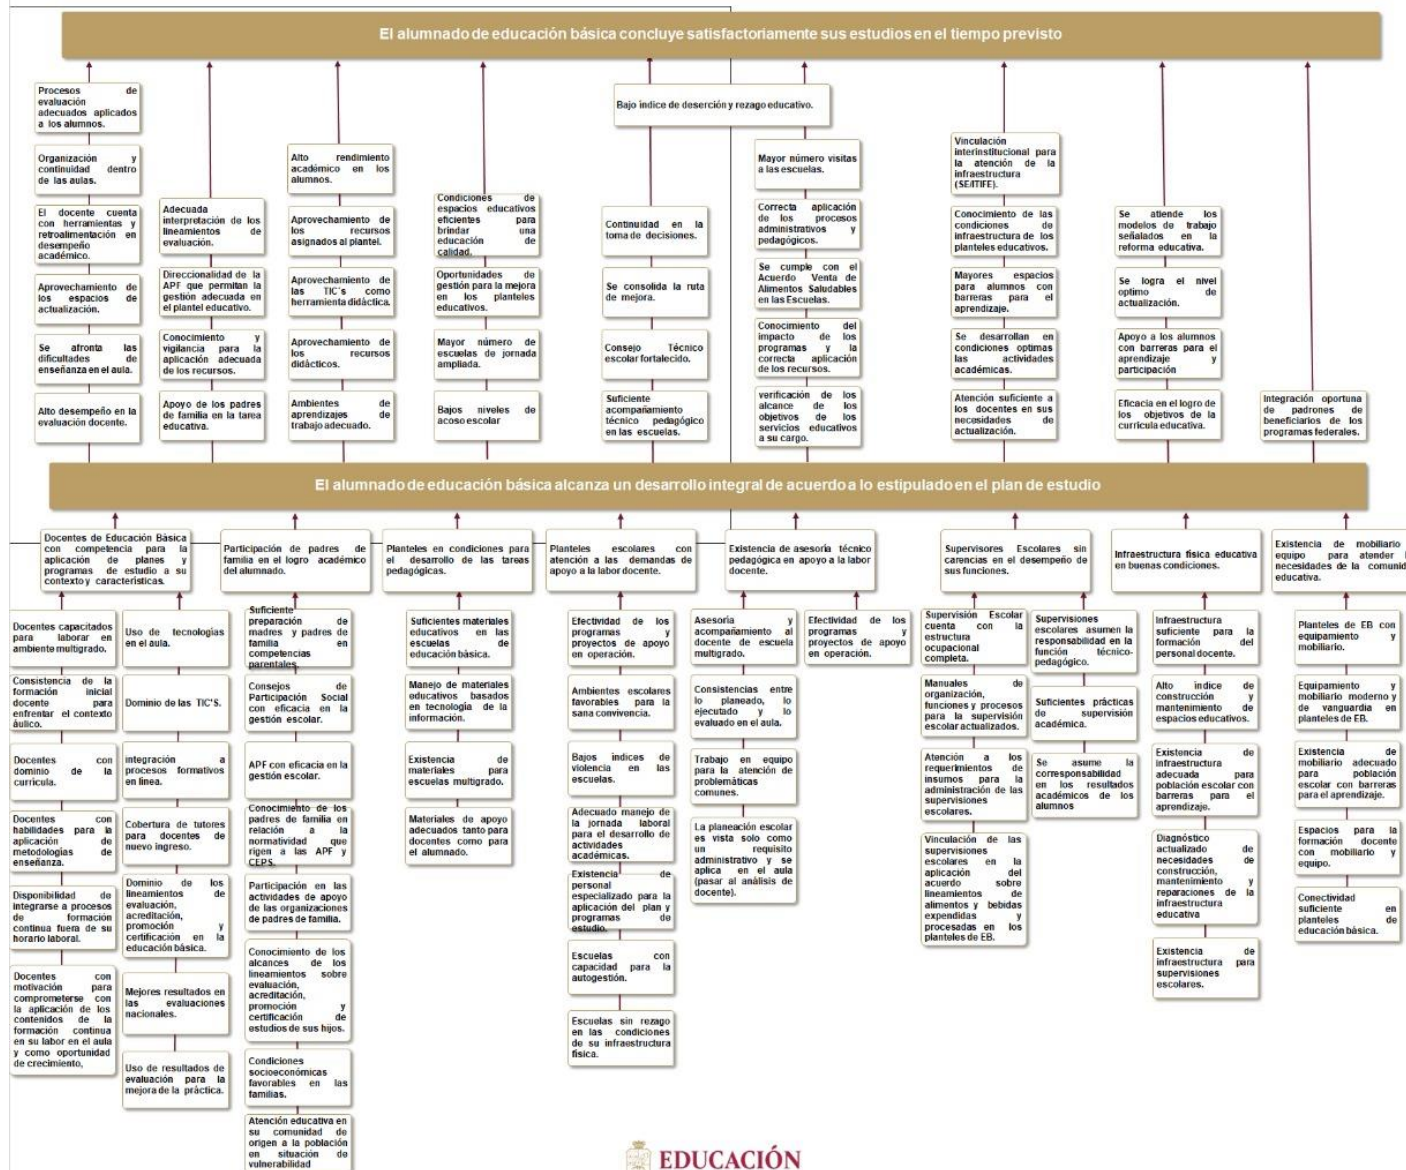 El alumnado de educación básica concluye satisfactoriamente sus estudios en el tiempo previsto
Procesos de
evaluación
adecuados aplicados
a los alumnos.
Organización y
continuidad dentro
de las aulas.
El docente cuenta
con herramientas y
retroalimentación en
desempeño
académico.
Aprovechamiento de
los espacios de
actualización.
Se afronta las
dificultades de
enseñanza en el aula.
Alto desempeño en la
evaluación docente.
Adecuada
interpretación de los
lineamientos de
evaluación.
Direccionalidad de la
APF que permitan la
gestión adecuada en
el plantel educativo.
Conocimiento y
vigilancia para la
aplicación adecuada
de los recursos.
Apoyo de los padres
de familia en la tarea
educativa.
Alto rendimiento
académico en los
alumnos.
Aprovechamiento de
los recursos
asignados al plantel.
Aprovechamiento de
las TIC´s como
herramienta didáctica.
Aprovechamiento de
los recursos
didácticos.
Ambientes de
aprendizajes de
trabajo adecuado.
Condiciones de
espacios educativos
eficientes para
brindar una
educación de
calidad.
Oportunidades de
gestión para la mejora
en los planteles
educativos.
Mayor número de
escuelas de jornada
ampliada.
Bajos niveles de
acoso escolar
Bajo índice de deserción y rezago educativo.
Continuidad en la
toma de decisiones.
Se consolida la ruta
de mejora.
Consejo Técnico
escolar fortalecido.
Suficiente
acompañamiento
técnico pedagógico
en las escuelas.
Mayor número visitas
a las escuelas.
Correcta aplicación
de los procesos
administrativos y
pedagógicos.
Se cumple con el
Acuerdo Venta de
Alimentos Saludables
en las Escuelas.
Conocimiento del
impacto de los
programas y la
correcta aplicación
de los recursos.
verificación de los
alcance de los
objetivos de los
servicios educativos
a su cargo.
Vinculación
interinstitucional para
la atención de la
infraestructura
(SE/ITIFE).
Conocimiento de las
condiciones de
infraestructura de los
planteles educativos.
Mayores espacios
para alumnos con
barreras para el
aprendizaje.
Se desarrollan en
condiciones optimas
las actividades
académicas.
Atención suficiente a
los docentes en sus
necesidades de
actualización.
Se atiende los
modelos de trabajo
señalados en la
reforma educativa.
Se logra el nivel
optimo de
actualización.
Apoyo a los alumnos
con barreras para el
aprendizaje y
participación
Eficacia en el logro de
los objetivos de la
curricula educativa.
Integración oportuna
de padrones de
beneficiarios de los
programas federales.
El alumnado de educación básica alcanza un desarrollo integral de acuerdo a lo estipulado en el plan de estudio
Docentes de Educación Básica
con competencia para la
aplicación de planes y
programas de estudio a su
contexto y características.
Docentes capacitados
para laborar en
ambiente multigrado.
Consistencia de la
formación inicial
docente para
enfrentar el contexto
áulico.
Docentes con
dominio de la
currícula.
Docentes con
habilidades para la
aplicación de
metodologías de
enseñanza.
Disponibilidad de
integrarse a procesos
de formación
continua fuera de su
horario laboral.
Docentes con
motivación para
comprometerse con
la aplicación de los
contenidos de la
formación continua
en su labor en el aula
y como oportunidad
de crecimiento,
Uso de tecnologías
en el aula.
Dominio de las TIC'S.
integración a
procesos formativos
en línea.
Cobertura de tutores
para docentes de
nuevo ingreso.
Dominio de los
lineamientos de
evaluación,
acreditación,
promoción y
certificación en la
educación básica.
Mejores resultados en
las evaluaciones
nacionales.
Uso de resultados de
evaluación para la
mejora de la práctica.
Participación de padres de
familia en el logro académico
del alumnado.
Suficiente
preparación de
madres y padres de
familia en
competencias
parentales.
Consejos de
Participación Social
con eficacia en la
gestión escolar.
APF con eficacia en la
gestión escolar.
Conocimiento de los
padres de familia en
relación a la
normatividad que
rigen a las APF y
CEPS.
Participación en las
actividades de apoyo
de las organizaciones
de padres de familia.
Conocimiento de los
alcances de los
lineamientos sobre
evaluación,
acreditación,
promoción y
certificación de
estudios de sus hijos.
Condiciones
socioeconómicas
favorables en las
familias.
Atención educativa en
su comunidad de
origen a la población
en situación de
vulnerabilidad
Planteles en condiciones para
el desarrollo de las tareas
pedagógicas.
Suficientes materiales
educativos en las
escuelas de
educación básica.
Manejo de materiales
educativos basados
en tecnología de la
información.
Existencia de
materiales para
escuelas multigrado.
Materiales de apoyo
adecuados tanto para
docentes como para
el alumnado.
Planteles escolares con
atención a las demandas de
apoyo a la labor docente.
Efectividad de los
programas y
proyectos de apoyo
en operación.
Ambientes escolares
favorables para la
sana convivencia.
Bajos índices de
violencia en las
escuelas.
Adecuado manejo de
la jornada laboral
para el desarrollo de
actividades
académicas.
Existencia de
personal
especializado para la
aplicación del plan y
programas de
estudio.
Escuelas con
capacidad para la
autogestión.
Escuelas sin rezago
en las condiciones
de su infraestructura
física.
Existencia de asesoría técnico
pedagógica en apoyo a la labor
docente.
Asesoría y
acompañamiento al
docente de escuela
multigrado.
Consistencias entre
lo planeado, lo
ejecutado y lo
evaluado en el aula.
Trabajo en equipo
para la atención de
problemáticas
comunes.
La planeación escolar
es vista solo como
un requisito
administrativo y se
aplica en el aula
(pasar al análisis de
docente).
Efectividad de los
programas y
proyectos de apoyo
en operación.
Supervisores Escolares sin
carencias en el desempeño de
sus funciones.
Supervisión Escolar
cuenta con la
estructura
ocupacional
completa.
Manuales de
organización,
funciones y procesos
para la supervisión
escolar actualizados.
Atención a los
requerimientos de
insumos para la
administración de las
supervisiones
escolares.
Vinculación de las
supervisiones
escolares en la
aplicación del
acuerdo sobre
lineamientos de
alimentos y bebidas
expendidas y
procesadas en los
planteles de EB.
Supervisiones
escolares asumen la
responsabilidad en la
función técnico-
pedagógico.
Suficientes prácticas
de supervisión
académica.
Se asume la
corresponsabilidad
en los resultados
académicos de los
alumnos
Infraestructura física educativa
en buenas condiciones.
Infraestructura
suficiente para la
formación del
personal docente.
Alto índice de
construcción y
mantenimiento de
espacios educativos.
Existencia de
infraestructura
adecuada para
población escolar con
barreras para el
aprendizaje.
Diagnóstico
actualizado de
necesidades de
construcción,
mantenimiento y
reparaciones de la
infraestructura
educativa
Existencia de
infraestructura para
supervisiones
escolares.
Existencia de mobiliario
equipo para atender
necesidades de la comunid
educativa.
Planteles de EB con
equipamiento y
mobiliario.
Equipamiento y
mobiliario moderno y
de vanguardia en
planteles de EB.
Existencia de
mobiliario adecuado
para población
escolar con barreras
para el aprendizaje.
Espacios para la
formación docente
con mobiliario y
equipo.
Conectividad
suficiente en
planteles de
educación básica.
EDUCACIÓN